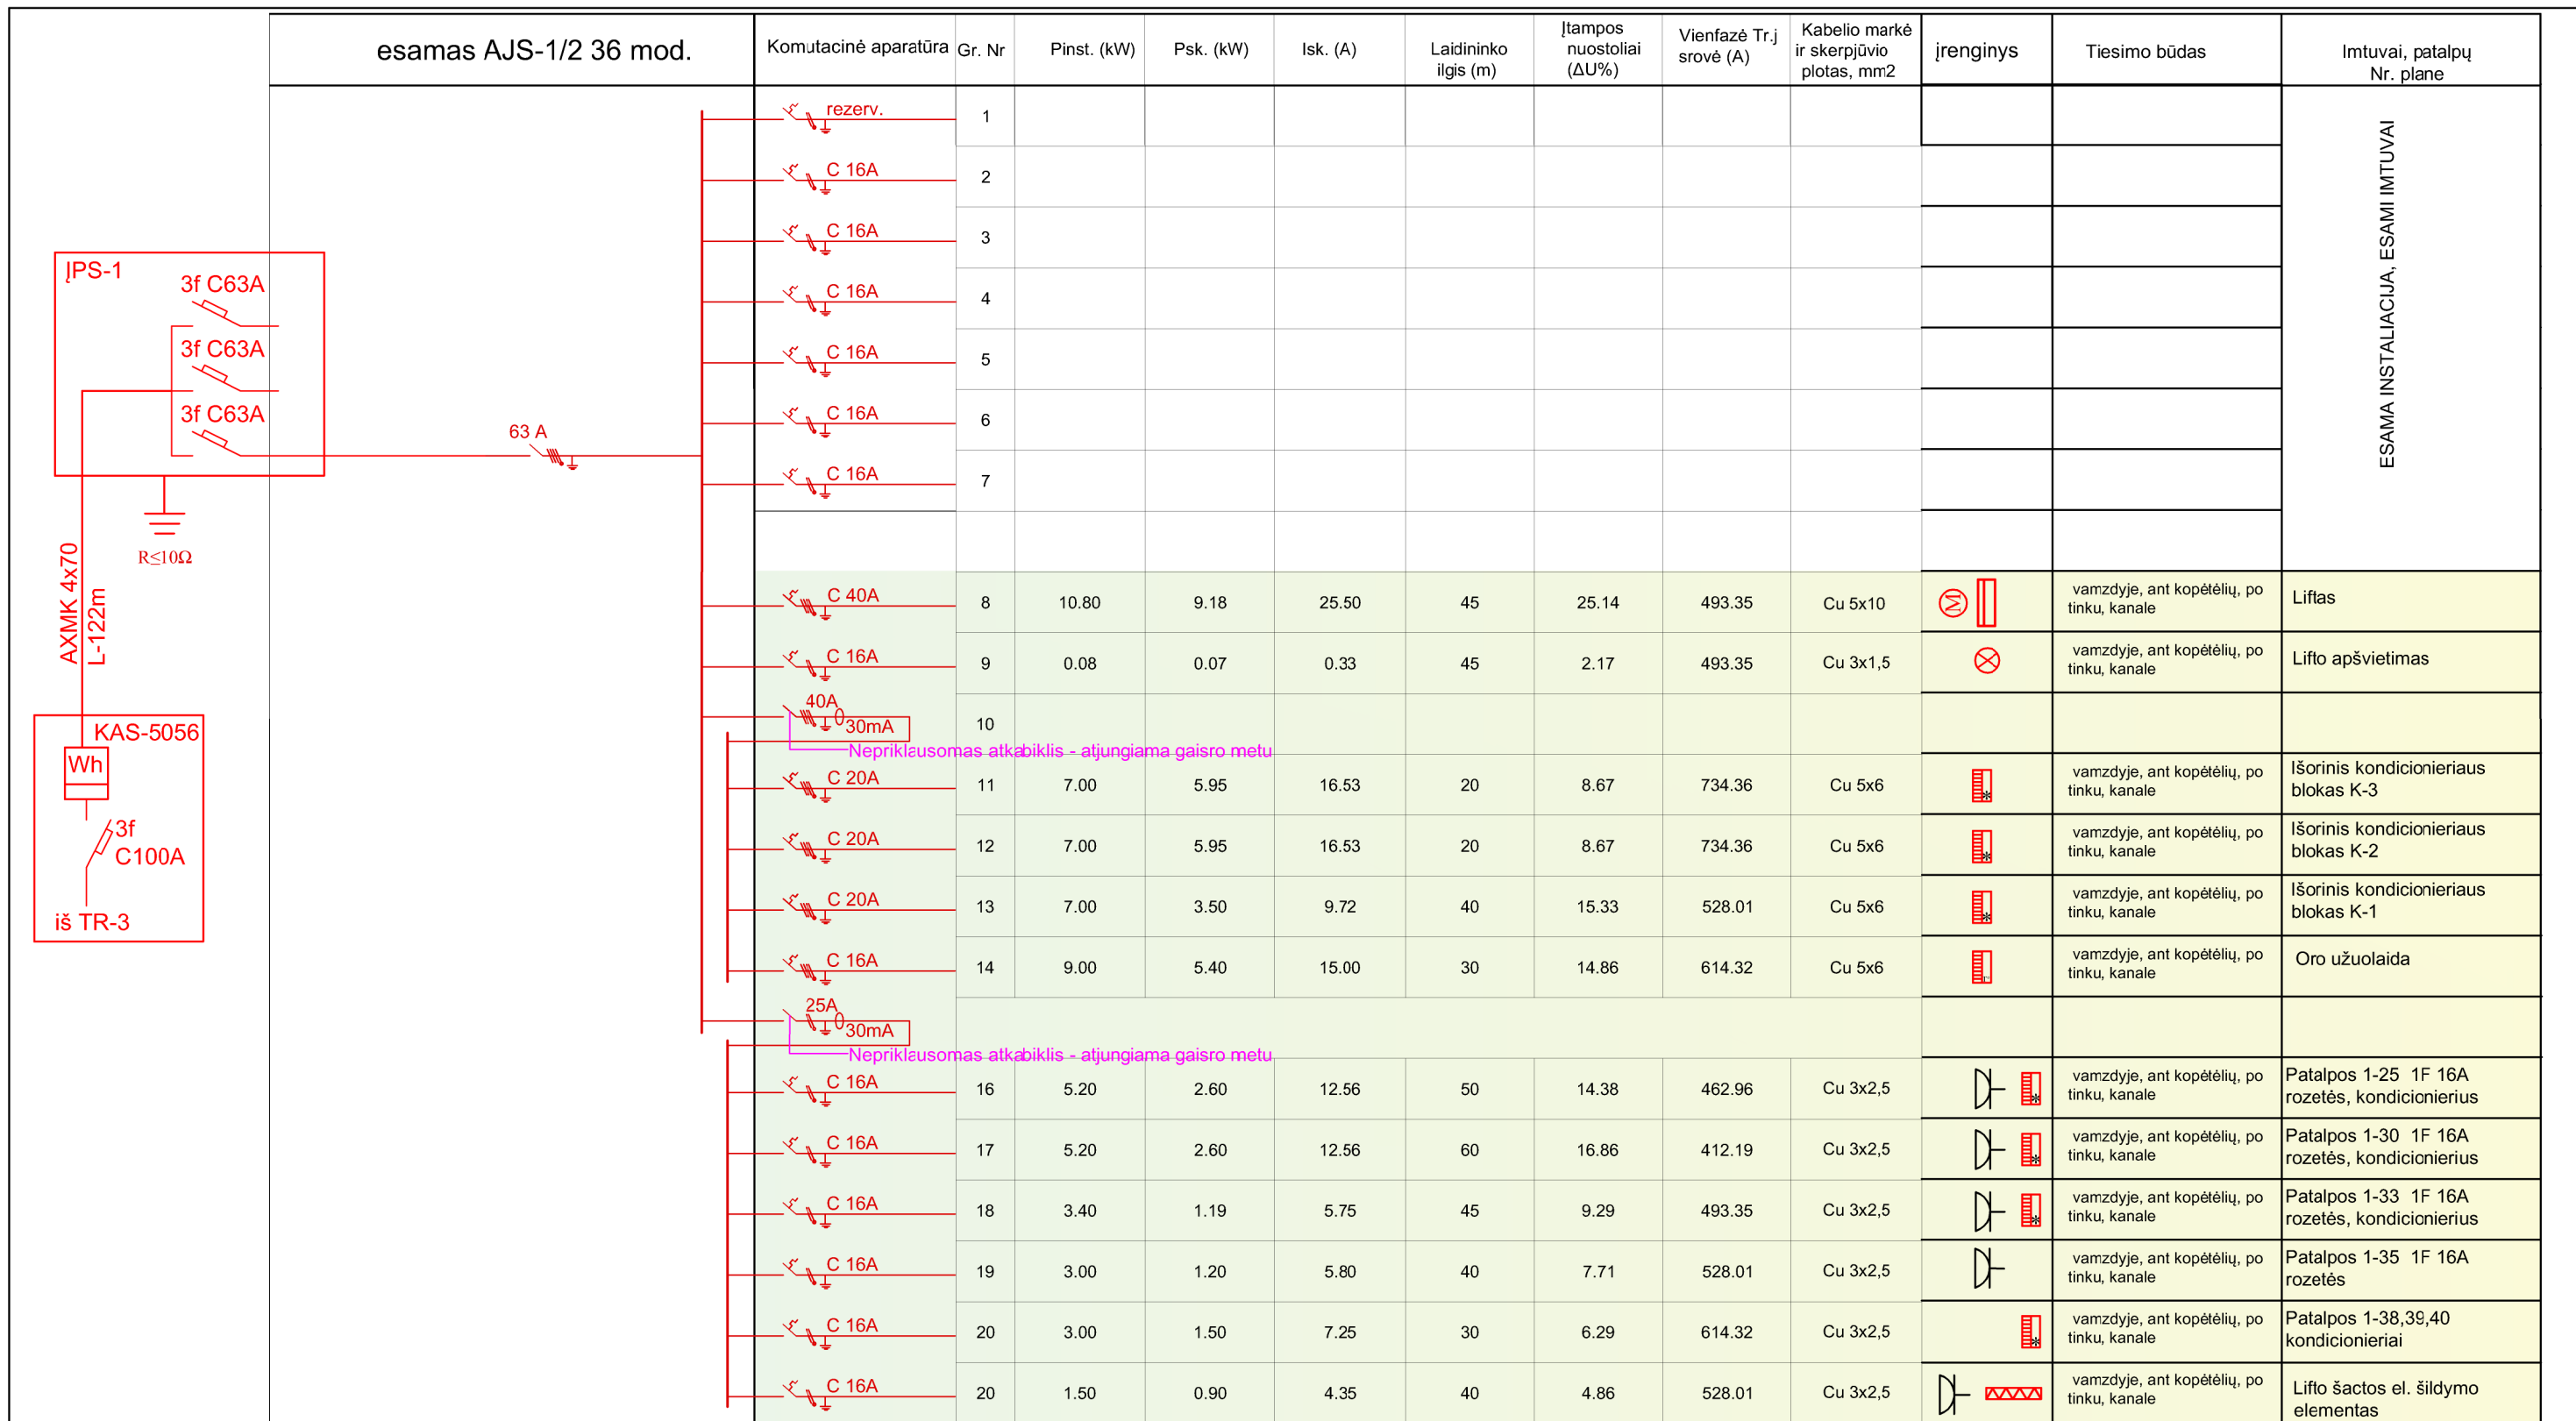 esamas AJS-1/2 36 mod.
Komutacinė aparatūra
Gr. Nr
Pinst. (kW)
Psk. (kW)
Isk. (A)
Laidininko
ilgis (m)
Įtampos
nuostoliai
(ΔU%)
Vienfazė Tr.j
srovė (A)
Kabelio markė
ir skerpjūvio
plotas, mm2
įrenginys
Tiesimo būdas
Imtuvai, patalpų
Nr. plane
ESAMA INSTALIACIJA, ESAMI IMTUVAI
rezerv. 1
C 16A 2
C 16A 3
C 16A 4
C 16A 5
C 16A 6
C 16A 7
ĮPS-1
3f C63A
3f C63A
3f C63A
63 A
R≤10Ω
AXMK 4x70
L-122m
KAS-5056
Wh
3f
C100A
iš TR-3
C 40A 8 10.80 9.18 25.50 45 25.14 493.35 Cu 5x10 M vamzdyje, ant kopėtėlių, po
tinku, kanale
Liftas
C 16A 9 0.08 0.07 0.33 45 2.17 493.35 Cu 3x1,5 vamzdyje, ant kopėtėlių, po
tinku, kanale
Lifto apšvietimas
40A
30mA
10
Nepriklausomas atkabiklis - atjungiama gaisro metu
C 20A 11 7.00 5.95 16.53 20 8.67 734.36 Cu 5x6 vamzdyje, ant kopėtėlių, po
tinku, kanale
Išorinis kondicionieriaus
blokas K-3
C 20A 12 7.00 5.95 16.53 20 8.67 734.36 Cu 5x6 vamzdyje, ant kopėtėlių, po
tinku, kanale
Išorinis kondicionieriaus
blokas K-2
C 20A 13 7.00 3.50 9.72 40 15.33 528.01 Cu 5x6 vamzdyje, ant kopėtėlių, po
tinku, kanale
Išorinis kondicionieriaus
blokas K-1
C 16A 14 9.00 5.40 15.00 30 14.86 614.32 Cu 5x6 vamzdyje, ant kopėtėlių, po
tinku, kanale
Oro užuolaida
25A
30mA
Nepriklausomas atkabiklis - atjungiama gaisro metu
C 16A 16 5.20 2.60 12.56 50 14.38 462.96 Cu 3x2,5 vamzdyje, ant kopėtėlių, po
tinku, kanale
Patalpos 1-25 1F 16A
rozetės, kondicionierius
C 16A 17 5.20 2.60 12.56 60 16.86 412.19 Cu 3x2,5 vamzdyje, ant kopėtėlių, po
tinku, kanale
Patalpos 1-30 1F 16A
rozetės, kondicionierius
C 16A 18 3.40 1.19 5.75 45 9.29 493.35 Cu 3x2,5 vamzdyje, ant kopėtėlių, po
tinku, kanale
Patalpos 1-33 1F 16A
rozetės, kondicionierius
C 16A 19 3.00 1.20 5.80 40 7.71 528.01 Cu 3x2,5 vamzdyje, ant kopėtėlių, po
tinku, kanale
Patalpos 1-35 1F 16A
rozetės
C 16A 20 3.00 1.50 7.25 30 6.29 614.32 Cu 3x2,5 vamzdyje, ant kopėtėlių, po
tinku, kanale
Patalpos 1-38,39,40
kondicionieriai
C 16A 20 1.50 0.90 4.35 40 4.86 528.01 Cu 3x2,5 vamzdyje, ant kopėtėlių, po
tinku, kanale
Lifto šactos el. šildymo
elementas